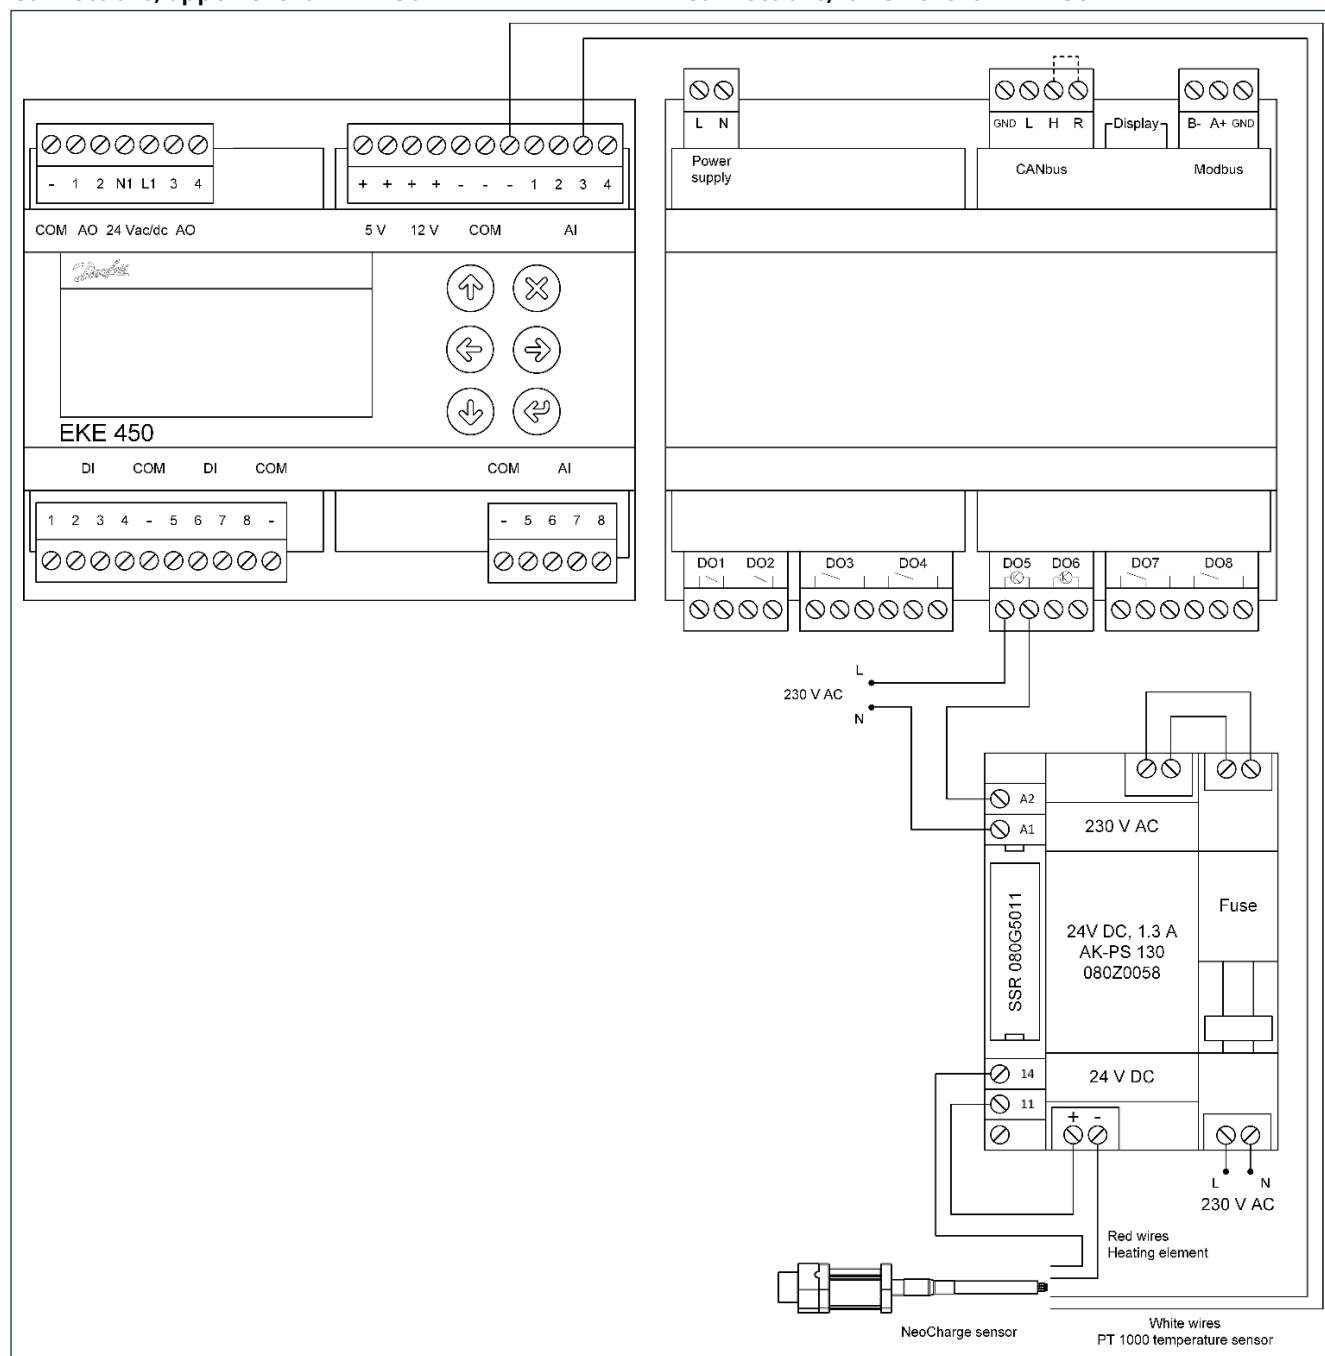 - 1 2 N1 L1 3 4
+ + + + - - - 1 2 3 4
COM AO 24 Vac/dc AO
5 V 12 V COM AI
Danfoss
EKE 450
DI COM DI COM
COM AI
1 2 3 4 - 5 6 7 8 -
- 5 6 7 8
L N
Power
supply
GND L H R
Display
B- A+ GND
CANbus
Modbus
DO1 DO2 DO3 DO4 DO5 DO6 DO7 DO8
L
230 V AC
N
A2
A1
230 V AC
SSR 080G5011
24V DC, 1.3 A
AK-PS 130
080Z0058
Fuse
14
11
24 V DC
+ -
L N
230 V AC
Red wires
Heating element
NeoCharge sensor
White wires
PT 1000 temperature sensor